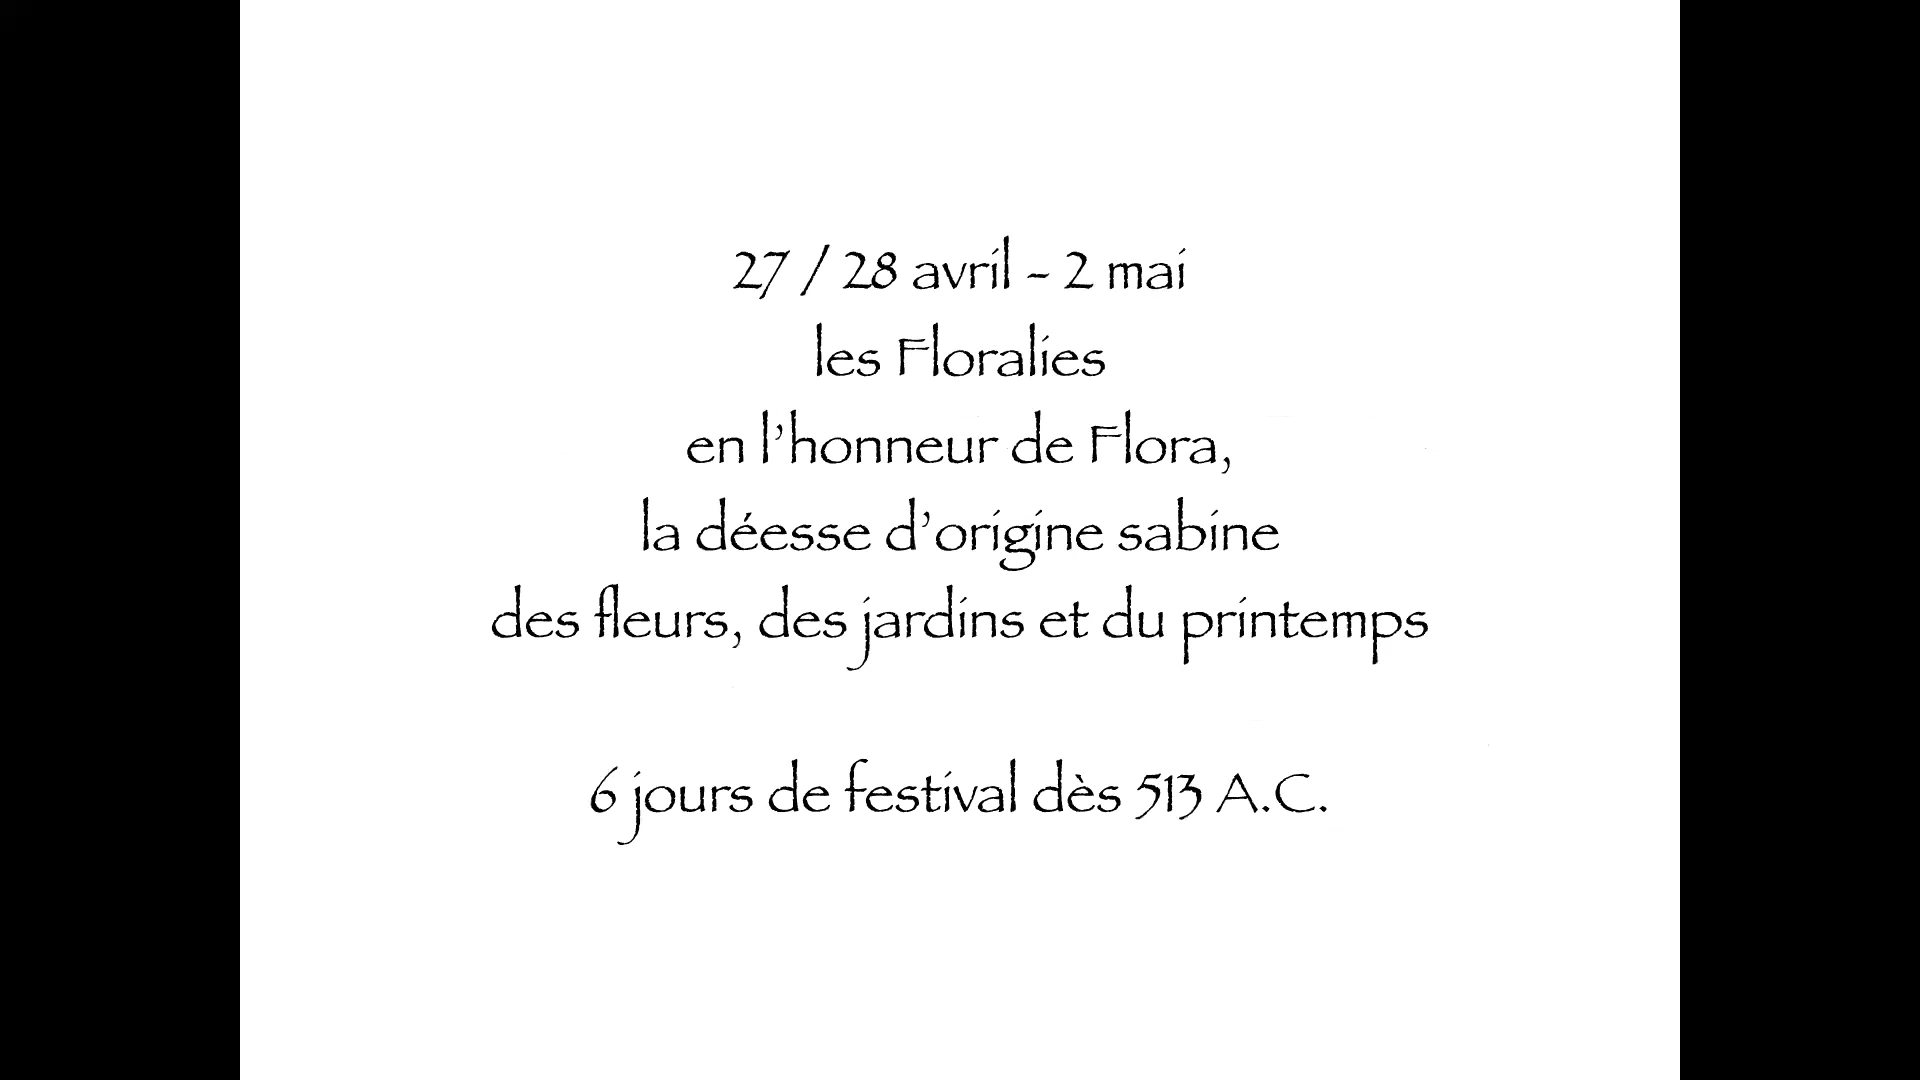 27 / 28 avril - 2 mai
les Floralies
en l’honneur de Flora,
la déesse d’origine sabine
des fleurs, des jardins et du printemps
6 jours de festival dès 513 A.C.